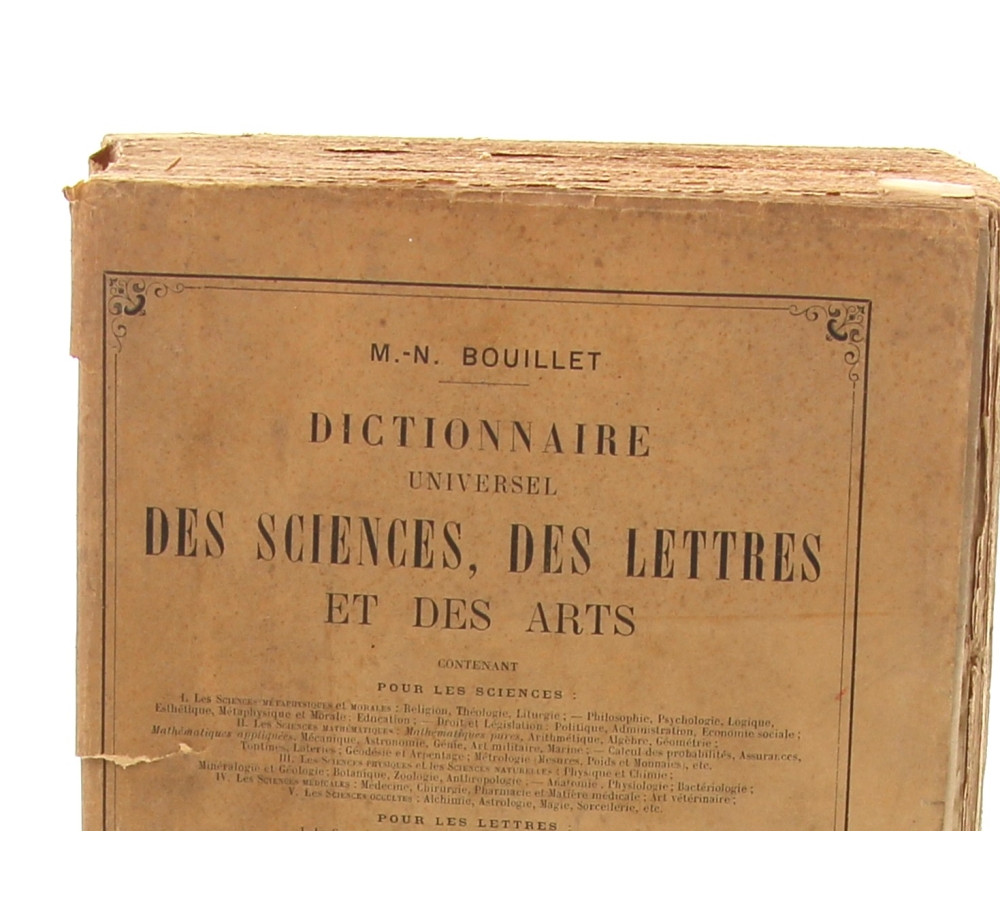 M.-N. BOUILLET
DICTIONNAIRE
UNIVERSEL
DES SCIENCES, DES LETTRES
ET DES ARTS
CONTENANT
POUR LES SCIENCES :
I. Les Sciences métaphysiques et morales : Religion, Théologie, Liturgie ; — Philosophie, Psychologie, Logique,
Esthétique, Métaphysique et Morale ; Education ; — Droit et Législation ; Politique, Administration, Economie sociale ;
II. Les Sciences mathématiques : Mathématiques pures, Arithmétique, Algèbre, Géométrie ;
Mathématiques appliquées, Mécanique, Astronomie, Génie, Art militaire, Marine ; — Calcul des probabilités, Assurances,
Tontines, Loteries ; Géodésie et Arpentage ; Métrologie (Mesures, Poids et Monnaies), etc.
III. Les Sciences physiques et les Sciences naturelles : Physique et Chimie ;
Minéralogie et Géologie ; Botanique, Zoologie, Anthropologie ; — Anatomie, Physiologie ; Bactériologie ;
IV. Les Sciences médicales : Médecine, Chirurgie, Pharmacie et Matière médicale ; Art vétérinaire ;
V. Les Sciences occultes : Alchimie, Astrologie, Magie, Sorcellerie, etc.
POUR LES LETTRES :